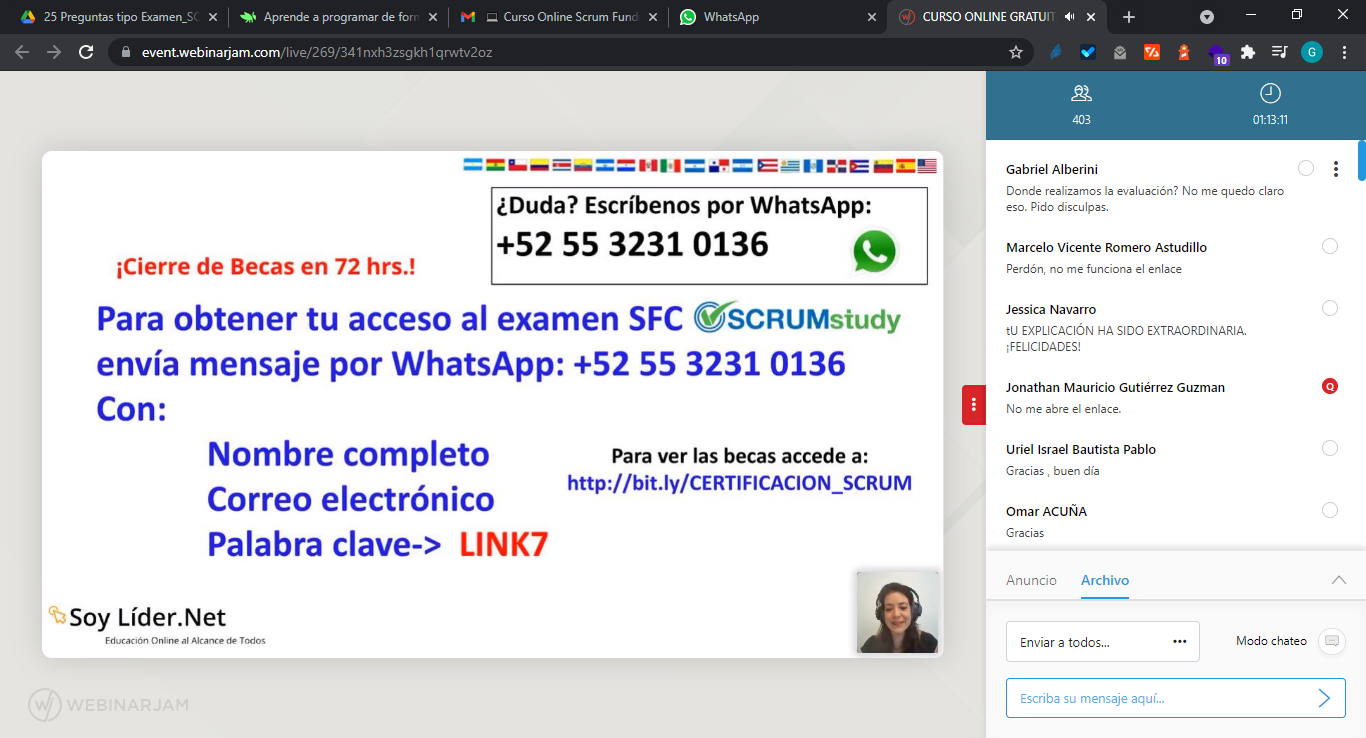 25 Preguntas tipo Examen_SC
Aprende a programar de form
Curso Online Scrum Fund
WhatsApp
CURSO ONLINE GRATUIT
event.webinarjam.com/live/269/341nxh3zsgkh1qrwtv2oz
10
G
403
01:13:11
¿Duda? Escríbenos por WhatsApp:
+52 55 3231 0136
¡Cierre de Becas en 72 hrs.!
Para obtener tu acceso al examen SFC SCRUMstudy
envía mensaje por WhatsApp: +52 55 3231 0136
Con:
Nombre completo
Correo electrónico
Palabra clave-> LINK7
Para ver las becas accede a:
http://bit.ly/CERTIFICACION_SCRUM
Soy Líder.Net
Educación Online al Alcance de Todos
WEBINARJAM
Gabriel Alberini
Donde realizamos la evaluación? No me quedo claro
eso. Pido disculpas.
Marcelo Vicente Romero Astudillo
Perdón, no me funciona el enlace
Jessica Navarro
tU EXPLICACIÓN HA SIDO EXTRAORDINARIA.
¡FELICIDADES!
Jonathan Mauricio Gutiérrez Guzman
Q
No me abre el enlace.
Uriel Israel Bautista Pablo
Gracias , buen día
Omar ACUÑA
Gracias
Anuncio
Archivo
Enviar a todos...
Modo chateo
Escriba su mensaje aquí...